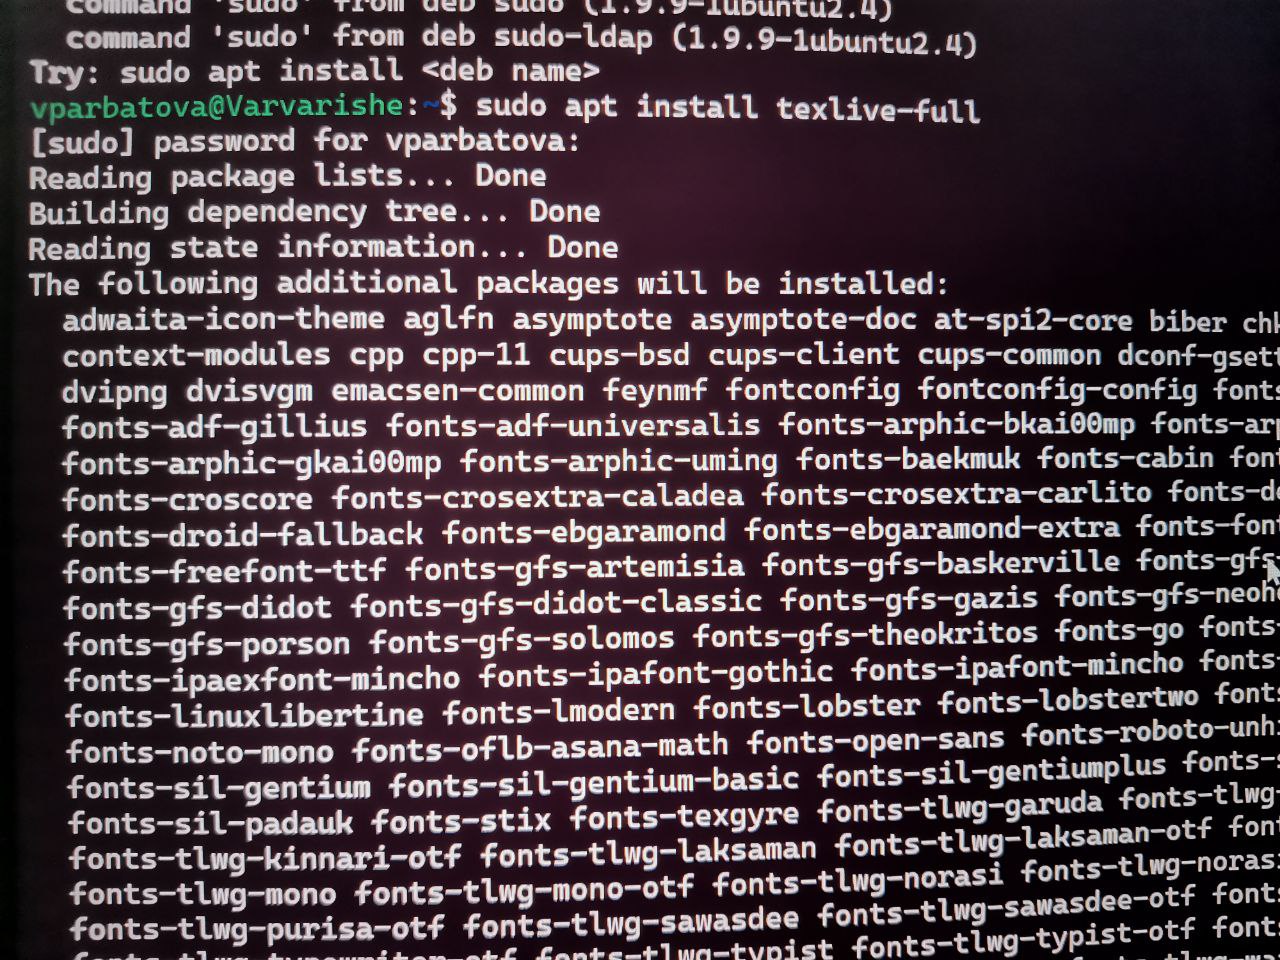 command 'sudo' from deb sudo (1.9.9-1ubuntu2.4)
command 'sudo' from deb sudo-ldap (1.9.9-1ubuntu2.4)
Try: sudo apt install <deb name>
vparbatova@Varvarishe:~$ sudo apt install texlive-full
[sudo] password for vparbatova:
Reading package lists... Done
Building dependency tree... Done
Reading state information... Done
The following additional packages will be installed:
adwaita-icon-theme aglfn asymptote asymptote-doc at-spi2-core biber
context-modules cpp cpp-11 cups-bsd cups-client cups-common dconf-gsett
dvipng dvisvgm emacsen-common feynmf fontconfig fontconfig-config fonts
fonts-adf-gillius fonts-adf-universalis fonts-arphic-bkai00mp fonts-arp
fonts-arphic-gkai00mp fonts-arphic-uming fonts-baekmuk fonts-cabin font
fonts-croscore fonts-crosextra-caladea fonts-crosextra-carlito fonts-de
fonts-droid-fallback fonts-ebgaramond fonts-ebgaramond-extra fonts-fon
fonts-freefont-ttf fonts-gfs-artemisia fonts-gfs-baskerville fonts-gfs
fonts-gfs-didot fonts-gfs-didot-classic fonts-gfs-gazis fonts-gfs-neohe
fonts-gfs-porson fonts-gfs-solomos fonts-gfs-theokritos fonts-go fonts-
fonts-ipaexfont-mincho fonts-ipafont-gothic fonts-ipafont-mincho fonts-
fonts-linuxlibertine fonts-lmodern fonts-lobster fonts-lobstertwo font
fonts-noto-mono fonts-oflb-asana-math fonts-open-sans fonts-roboto-unhi
fonts-sil-gentium fonts-sil-gentium-basic fonts-sil-gentiumplus fonts-s
fonts-sil-padauk fonts-stix fonts-texgyre fonts-tlwg-garuda fonts-tlwg-
fonts-tlwg-kinnari-otf fonts-tlwg-laksaman fonts-tlwg-laksaman-otf font
fonts-tlwg-mono fonts-tlwg-mono-otf fonts-tlwg-norasi fonts-tlwg-noras
fonts-tlwg-purisa-otf fonts-tlwg-sawasdee fonts-tlwg-sawasdee-otf fonts
fonts-tlwg-typewriter-otf fonts-tlwg-typist fonts-tlwg-typist-otf font